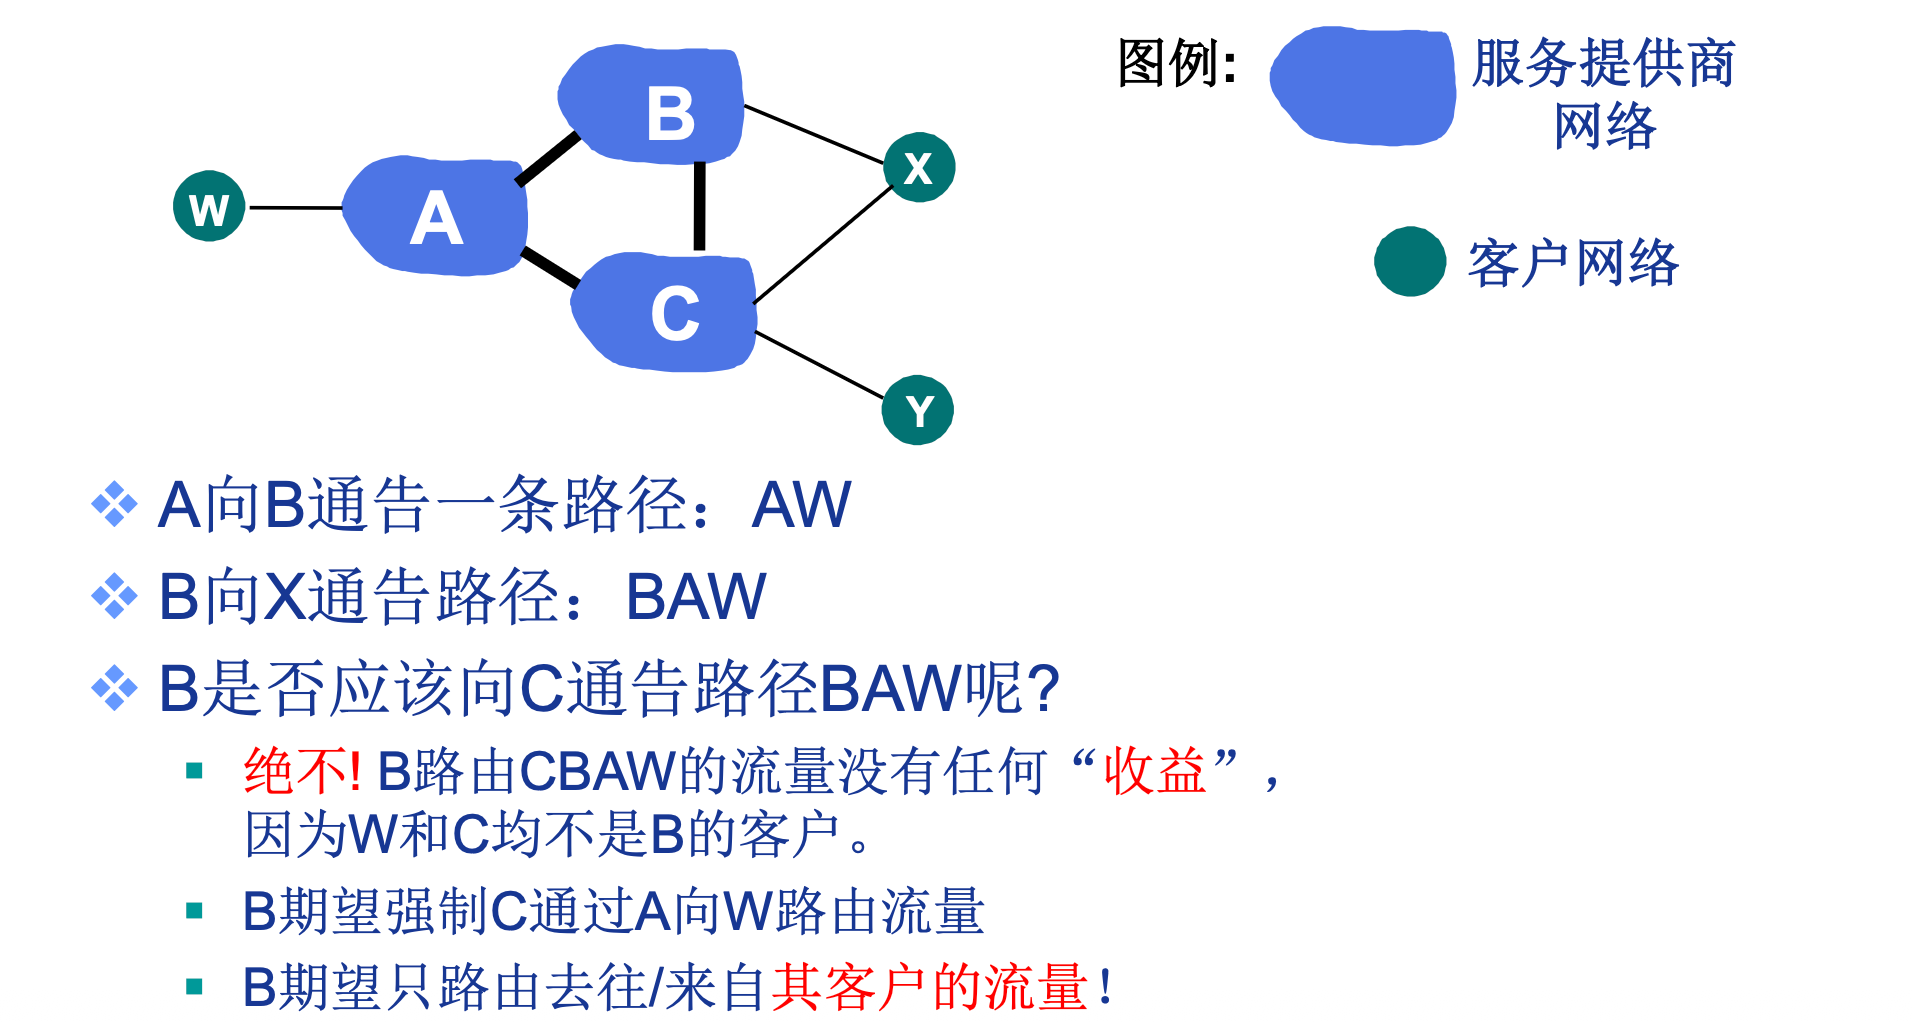 B
图例:
服务提供商
网络
X
W
A
客户网络
C
Y
A向B通告一条路径：AW
B向X通告路径：BAW
B是否应该向C通告路径BAW呢?
绝不! B路由CBAW的流量没有任何“收益”，
因为W和C均不是B的客户。
B期望强制C通过A向W路由流量
B期望只路由去往/来自其客户的流量！